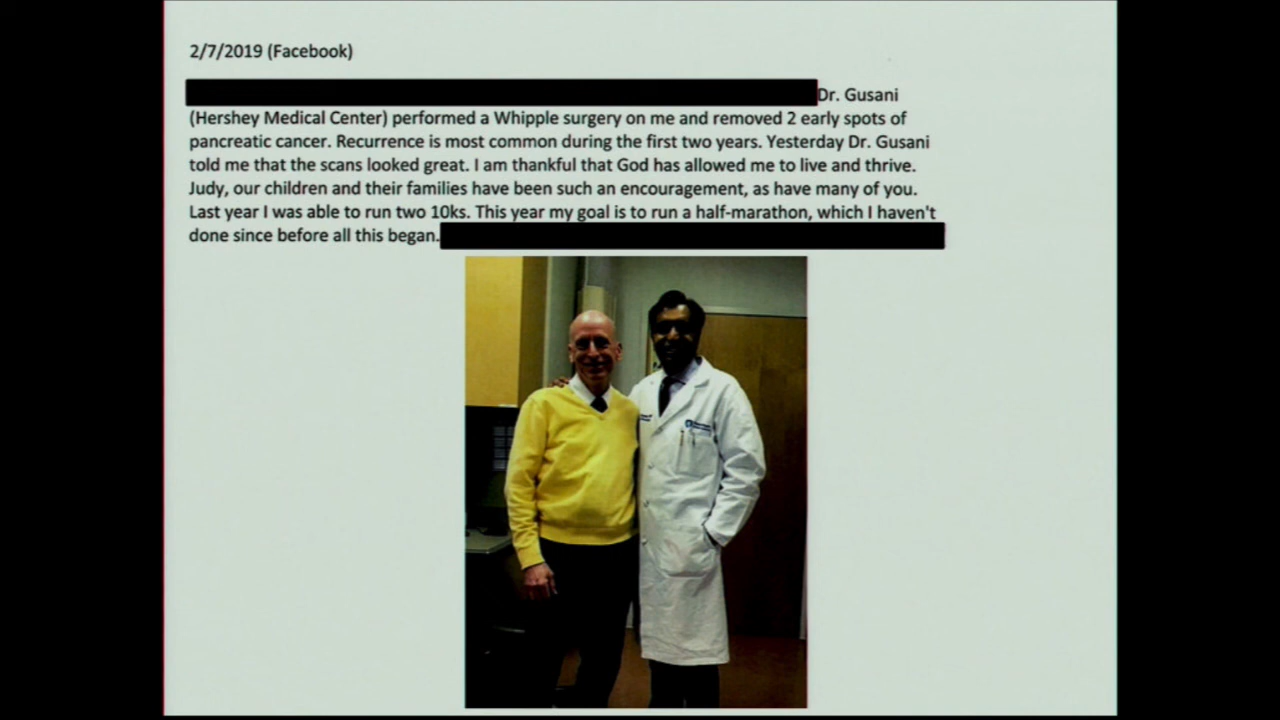 2/7/2019 (Facebook)
Dr. Gusani
(Hershey Medical Center) performed a Whipple surgery on me and removed 2 early spots of
pancreatic cancer. Recurrence is most common during the first two years. Yesterday Dr. Gusani
told me that the scans looked great. I am thankful that God has allowed me to live and thrive.
Judy, our children and their families have been such an encouragement, as have many of you.
Last year I was able to run two 10ks. This year my goal is to run a half-marathon, which I haven't
done since before all this began.